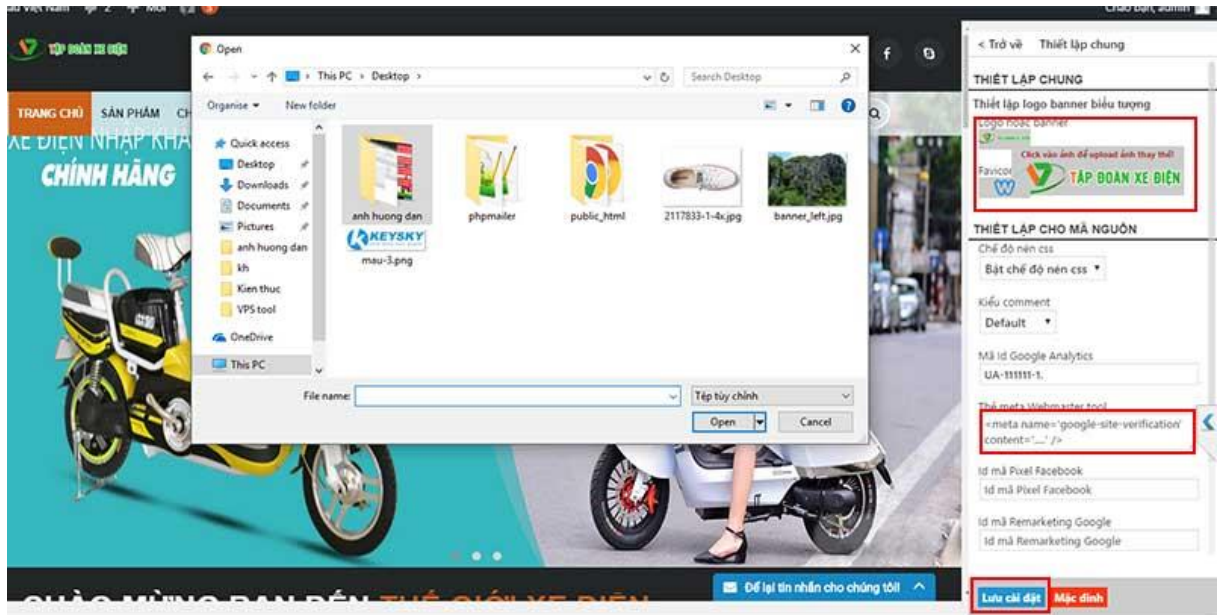 Chào bạn, admin
TẬP ĐOÀN XE ĐIỆN
TRANG CHỦ
SẢN PHẨM
XE ĐIỆN NHẬP KHẨ
CHÍNH HÃNG
Open
This PC
Desktop
Search Desktop
Organise
New folder
Quick access
Desktop
Downloads
Documents
Pictures
anh huong dan
kh
Kien thuc
VPS tool
OneDrive
This PC
anh huong dan
phpmailer
public_html
2117833-1-4x.jpg
banner_left.jpg
KEYSKY
mau-3.png
File name:
Tệp tùy chỉnh
Open
Cancel
< Trở về Thiết lập chung
THIẾT LẬP CHUNG
Thiết lập logo banner biểu tượng
Logo hoặc banner
Click vào ảnh để upload ảnh thay thế!
Favicon
TẬP ĐOÀN XE ĐIỆN
THIẾT LẬP CHO MÃ NGUỒN
Chế độ nén css
Bật chế độ nén css
Kiểu comment
Default
Mã Id Google Analytics
UA-111111-1.
Thẻ meta Webmaster tool
<meta name='google-site-verification'
content='....' />
Id mã Pixel Facebook
Id mã Pixel Facebook
Id mã Remarketing Google
Id mã Remarketing Google
Lưu cài đặt
Mặc định
Để lại tin nhắn cho chúng tôi!
CHÀO MỪNG BẠN ĐẾN THẾ GIỚI XE ĐIỆN